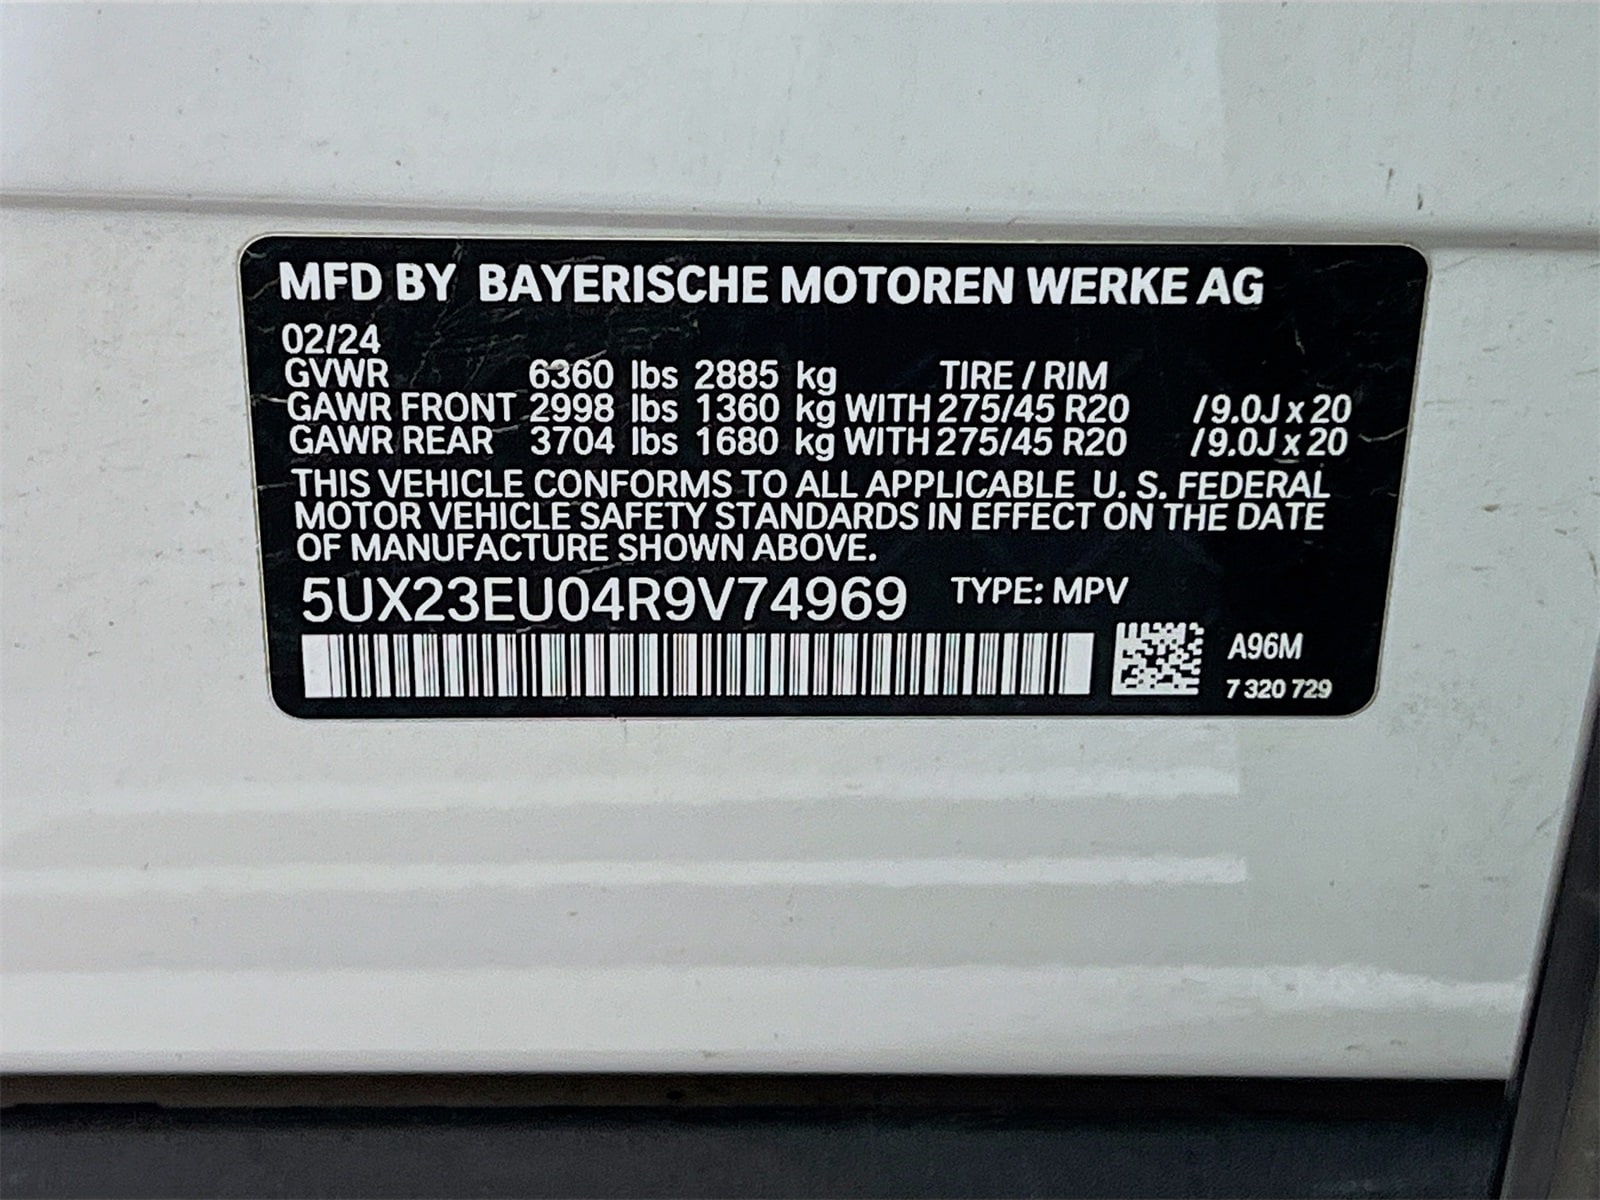 MFD BY BAYERISCHE MOTOREN WERKE AG
02/24
GVWR 6360 lbs 2885 kg TIRE / RIM
GAWR FRONT 2998 lbs 1360 kg WITH 275/45 R20 / 9.0J x 20
GAWR REAR 3704 lbs 1680 kg WITH 275/45 R20 / 9.0J x 20
THIS VEHICLE CONFORMS TO ALL APPLICABLE U. S. FEDERAL
MOTOR VEHICLE SAFETY STANDARDS IN EFFECT ON THE DATE
OF MANUFACTURE SHOWN ABOVE.
5UX23EU04R9V74969 TYPE: MPV
A96M
7 320 729